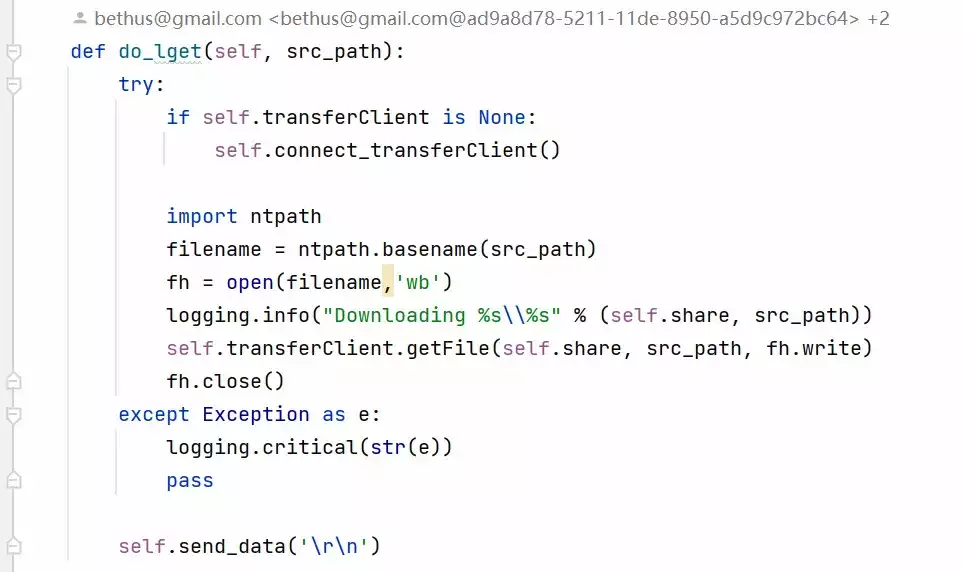 bethus@gmail.com <bethus@gmail.com@ad9a8d78-5211-11de-8950-a5d9c972bc64> +2
def do_lget(self, src_path):
try:
if self.transferClient is None:
self.connect_transferClient()
import ntpath
filename = ntpath.basename(src_path)
fh = open(filename,'wb')
logging.info("Downloading %s\\%s" % (self.share, src_path))
self.transferClient.getFile(self.share, src_path, fh.write)
fh.close()
except Exception as e:
logging.critical(str(e))
pass
self.send_data('\r\n')